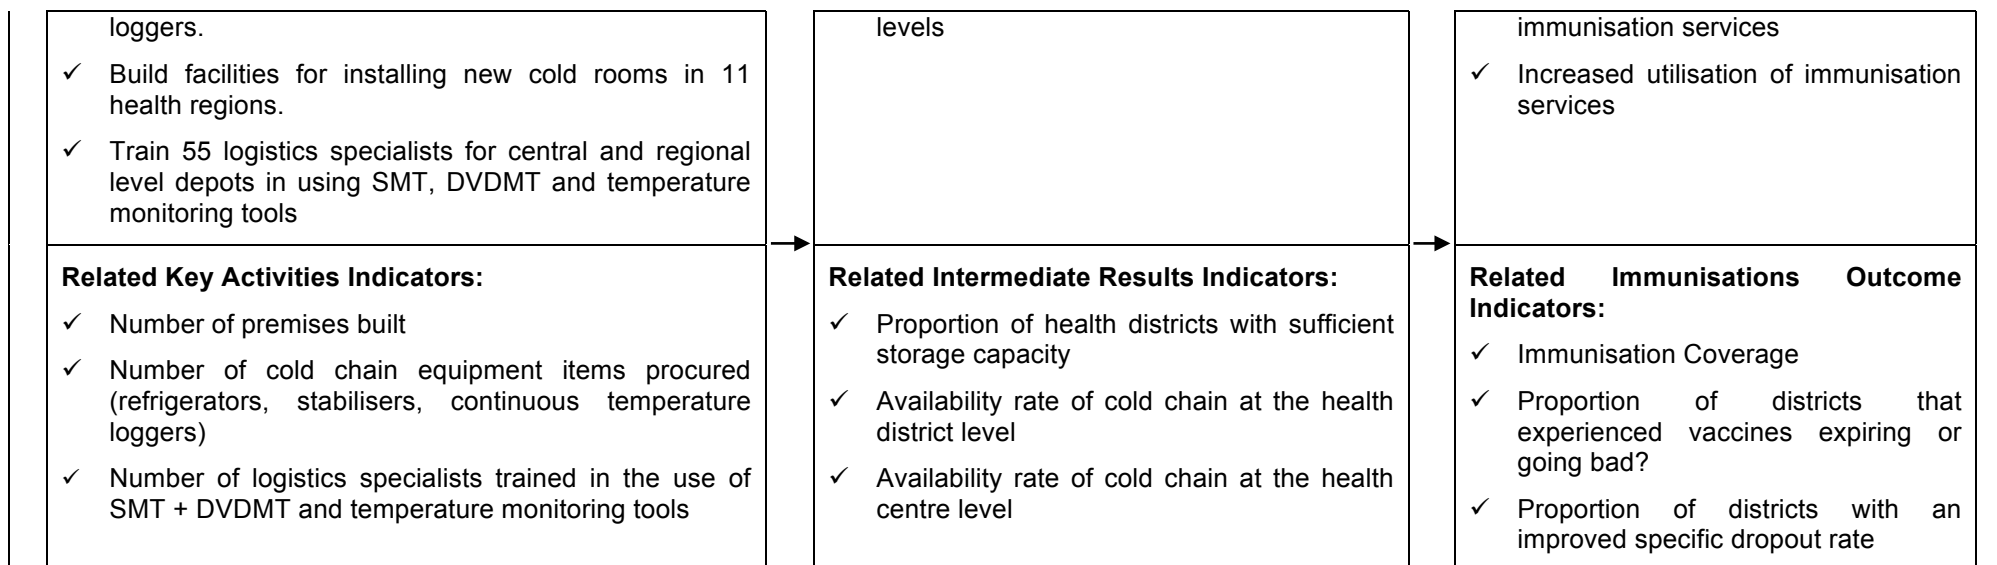 loggers.
✓ Build facilities for installing new cold rooms in 11
health regions.
✓ Train 55 logistics specialists for central and regional
level depots in using SMT, DVDMT and temperature
monitoring tools
levels
immunisation services
✓ Increased utilisation of immunisation
services
Related Key Activities Indicators:
✓ Number of premises built
✓ Number of cold chain equipment items procured
(refrigerators, stabilisers, continuous temperature
loggers)
✓ Number of logistics specialists trained in the use of
SMT + DVDMT and temperature monitoring tools
Related Intermediate Results Indicators:
✓ Proportion of health districts with sufficient
storage capacity
✓ Availability rate of cold chain at the health
district level
✓ Availability rate of cold chain at the health
centre level
Related Immunisations Outcome
Indicators:
✓ Immunisation Coverage
✓ Proportion of districts that
experienced vaccines expiring or
going bad?
✓ Proportion of districts with an
improved specific dropout rate